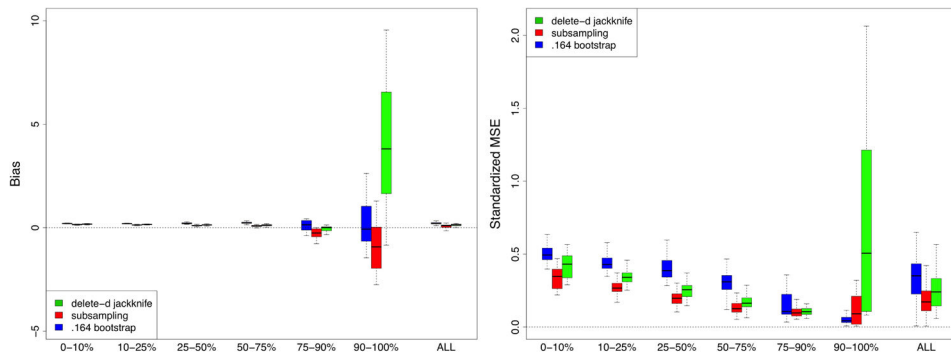 Bias
10
5
0
−5
delete−d jackknife
subsampling
.164 bootstrap
0−10% 10−25% 25−50% 50−75% 75−90% 90−100% ALL
Standardized MSE
2.0
1.5
1.0
0.5
0.0
delete−d jackknife
subsampling
.164 bootstrap
0−10% 10−25% 25−50% 50−75% 75−90% 90−100% ALL